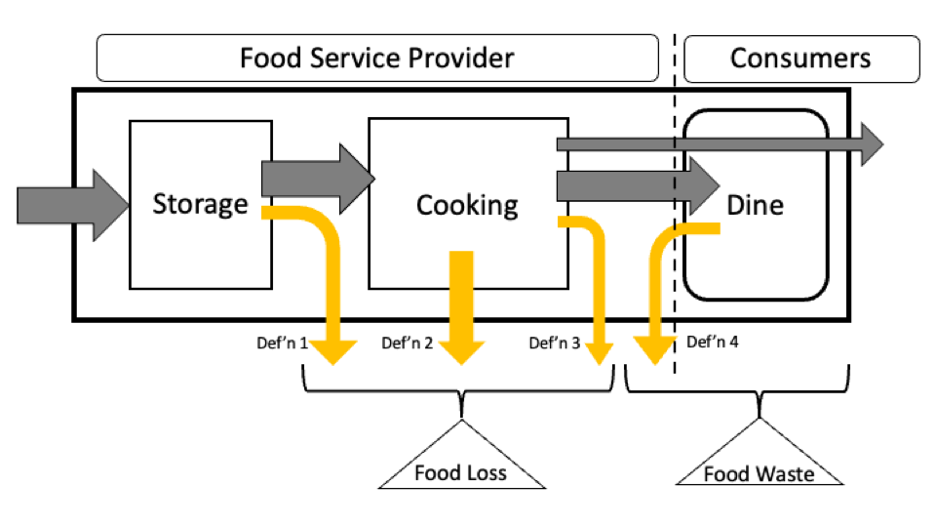 Food Service Provider
Consumers
Storage
Cooking
Dine
Def'n 1
Def'n 2
Def'n 3
Def'n 4
Food Loss
Food Waste